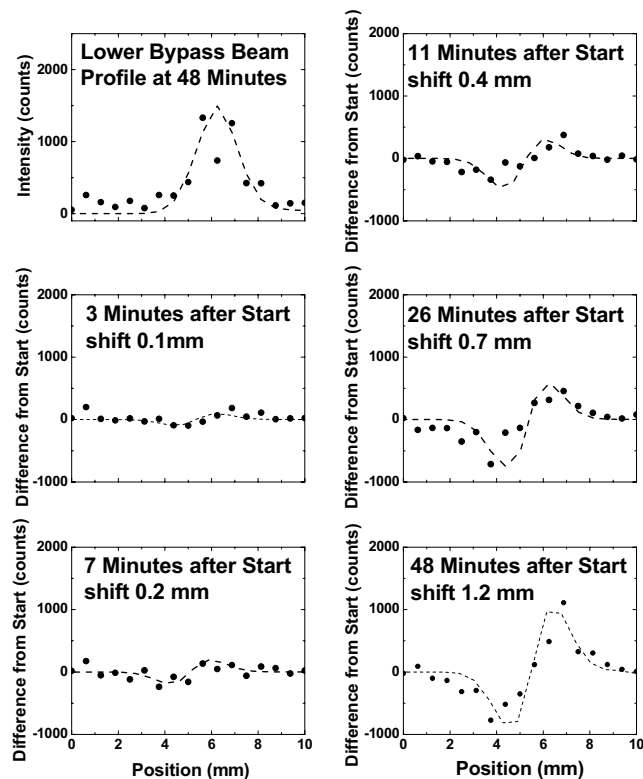 Lower Bypass Beam
Profile at 48 Minutes
Intensity (counts)
2000
1000
0
11 Minutes after Start
shift 0.4 mm
Difference from Start (counts)
2000
1000
0
-1000
3 Minutes after Start
shift 0.1mm
Difference from Start (counts)
2000
1000
0
-1000
26 Minutes after Start
shift 0.7 mm
Difference from Start (counts)
2000
1000
0
-1000
7 Minutes after Start
shift 0.2 mm
Difference from Start (counts)
2000
1000
0
-1000
0 2 4 6 8 10
Position (mm)
48 Minutes after Start
shift 1.2 mm
Difference from Start (counts)
2000
1000
0
-1000
0 2 4 6 8 10
Position (mm)